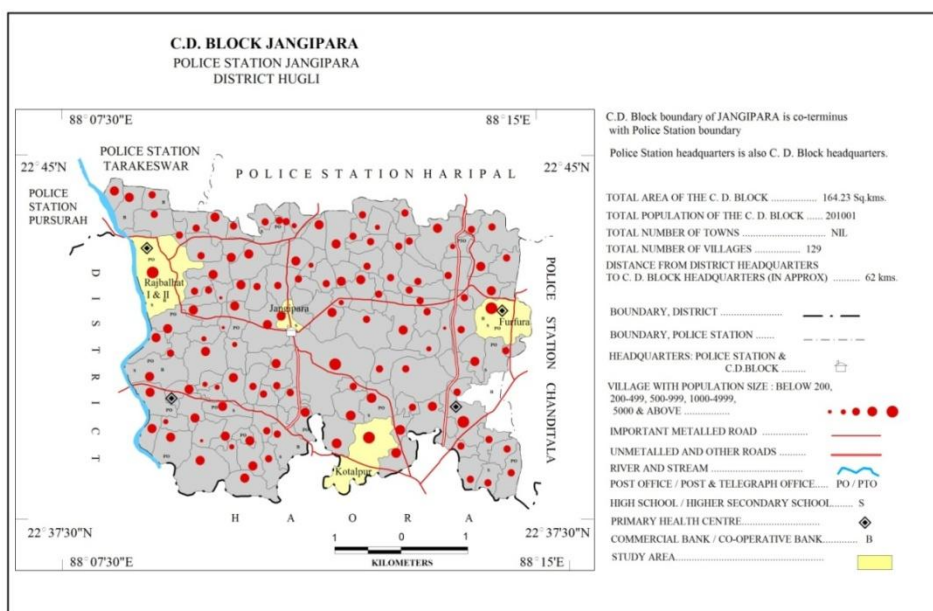 C.D. BLOCK JANGIPARA
POLICE STATION JANGIPARA
DISTRICT HUGLI
88°07'30"E
88°15'E
22°45'N
22°45'N
POLICE STATION
TARAKESWAR
POLICE STATION HARIPAL
POLICE
STATION
PURSURAH
DISTRICT
Rajbalhat
I & II
Jangipara
Furfura
POLICE STATION CHANDITALA
Kotalpur
HAORA
22°37'30"N
22°37'30"N
1 0 1
KILOMETERS
88°07'30"E
88°15'E
C.D. Block boundary of JANGIPARA is co-terminus
with Police Station boundary
Police Station headquarters is also C. D. Block headquarters.
TOTAL AREA OF THE C. D. BLOCK .................. 164.23 Sq.kms.
TOTAL POPULATION OF THE C. D. BLOCK ...... 201001
TOTAL NUMBER OF TOWNS ............................ NIL
TOTAL NUMBER OF VILLAGES .................... 129
DISTANCE FROM DISTRICT HEADQUARTERS
TO C. D. BLOCK HEADQUARTERS (IN APPROX) .......... 62 kms.
BOUNDARY, DISTRICT ......................
BOUNDARY, POLICE STATION .......
HEADQUARTERS: POLICE STATION &
C.D.BLOCK .........
VILLAGE WITH POPULATION SIZE : BELOW 200,
200-499, 500-999, 1000-4999,
5000 & ABOVE .................
IMPORTANT METALLED ROAD ..................
UNMETALLED AND OTHER ROADS ................
RIVER AND STREAM ..............................
POST OFFICE / POST & TELEGRAPH OFFICE..... PO / PTO
HIGH SCHOOL / HIGHER SECONDARY SCHOOL....... S
PRIMARY HEALTH CENTRE...............................
COMMERCIAL BANK / CO-OPERATIVE BANK............. B
STUDY AREA ......................................